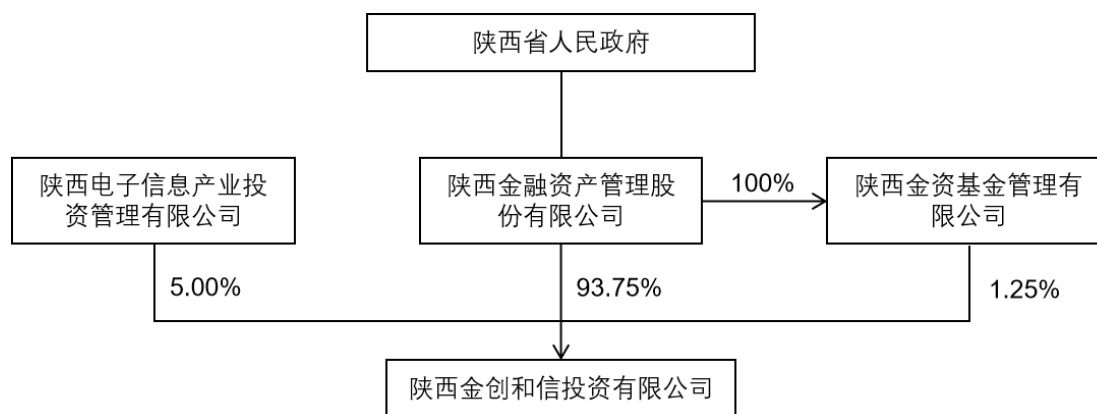 陕西省人民政府
陕西电子信息产业投
资管理有限公司
陕西金融资产管理股
份有限公司
100%
陕西金资基金管理有
限公司
5.00%
93.75%
1.25%
陕西金创和信投资有限公司